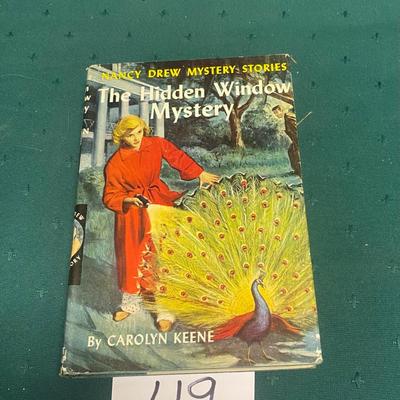 NANCY DREW MYSTERY STORIES
The Hidden Window
Mystery
By CAROLYN KEENE
119